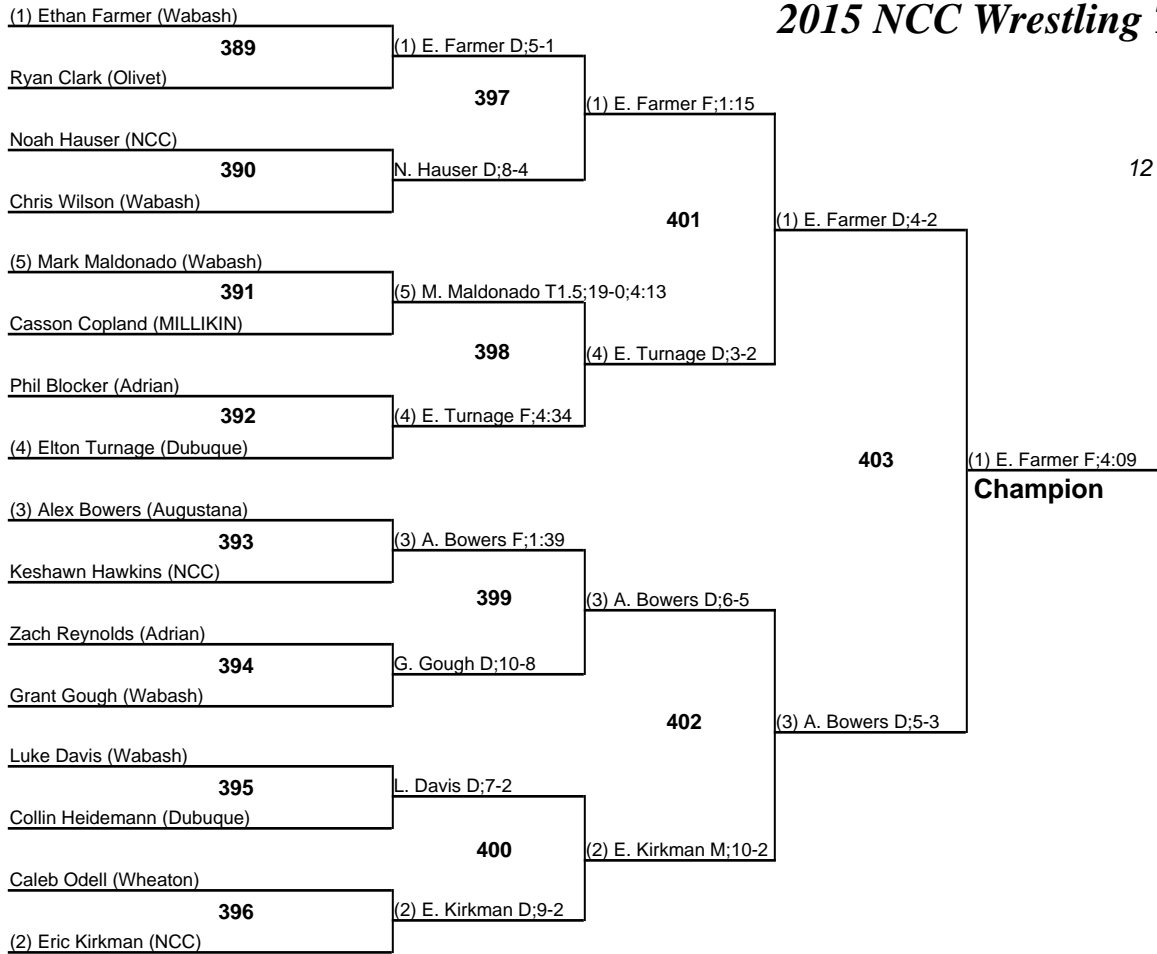 2015 NCC Wrestling
12
(1) Ethan Farmer (Wabash)
389
Ryan Clark (Olivet)
(1) E. Farmer D;5-1
397
Noah Hauser (NCC)
390
Chris Wilson (Wabash)
N. Hauser D;8-4
(1) E. Farmer F;1:15
401
(5) Mark Maldonado (Wabash)
391
Casson Copland (MILLIKIN)
(5) M. Maldonado T1.5;19-0;4:13
398
Phil Blocker (Adrian)
392
(4) Elton Turnage (Dubuque)
(4) E. Turnage F;4:34
(4) E. Turnage D;3-2
(1) E. Farmer D;4-2
403
(3) Alex Bowers (Augustana)
393
Keshawn Hawkins (NCC)
(3) A. Bowers F;1:39
399
Zach Reynolds (Adrian)
394
Grant Gough (Wabash)
G. Gough D;10-8
(3) A. Bowers D;6-5
402
Luke Davis (Wabash)
395
Collin Heidemann (Dubuque)
L. Davis D;7-2
400
Caleb Odell (Wheaton)
396
(2) Eric Kirkman (NCC)
(2) E. Kirkman D;9-2
(2) E. Kirkman M;10-2
(3) A. Bowers D;5-3
(1) E. Farmer F;4:09
Champion